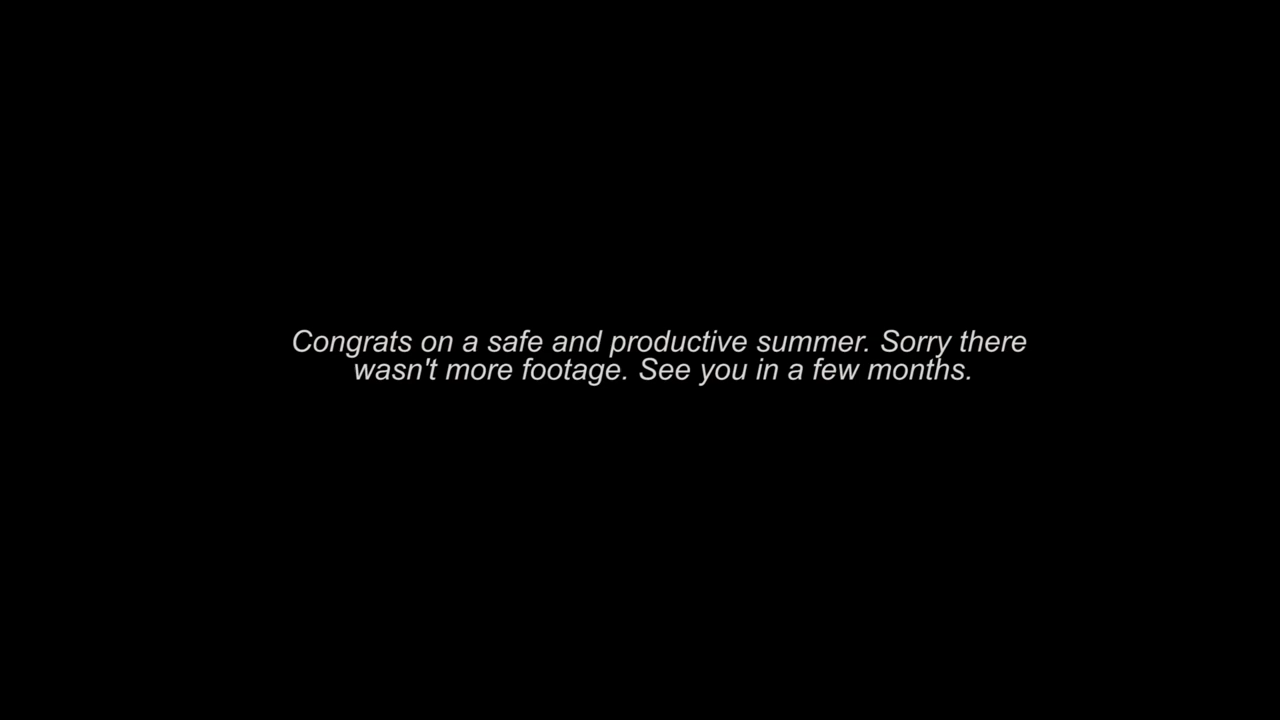 Congrats on a safe and productive summer. Sorry there
wasn't more footage. See you in a few months.